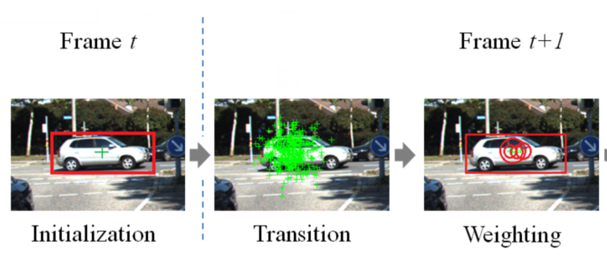 Frame t
Frame t+1
Initialization
Transition
Weighting